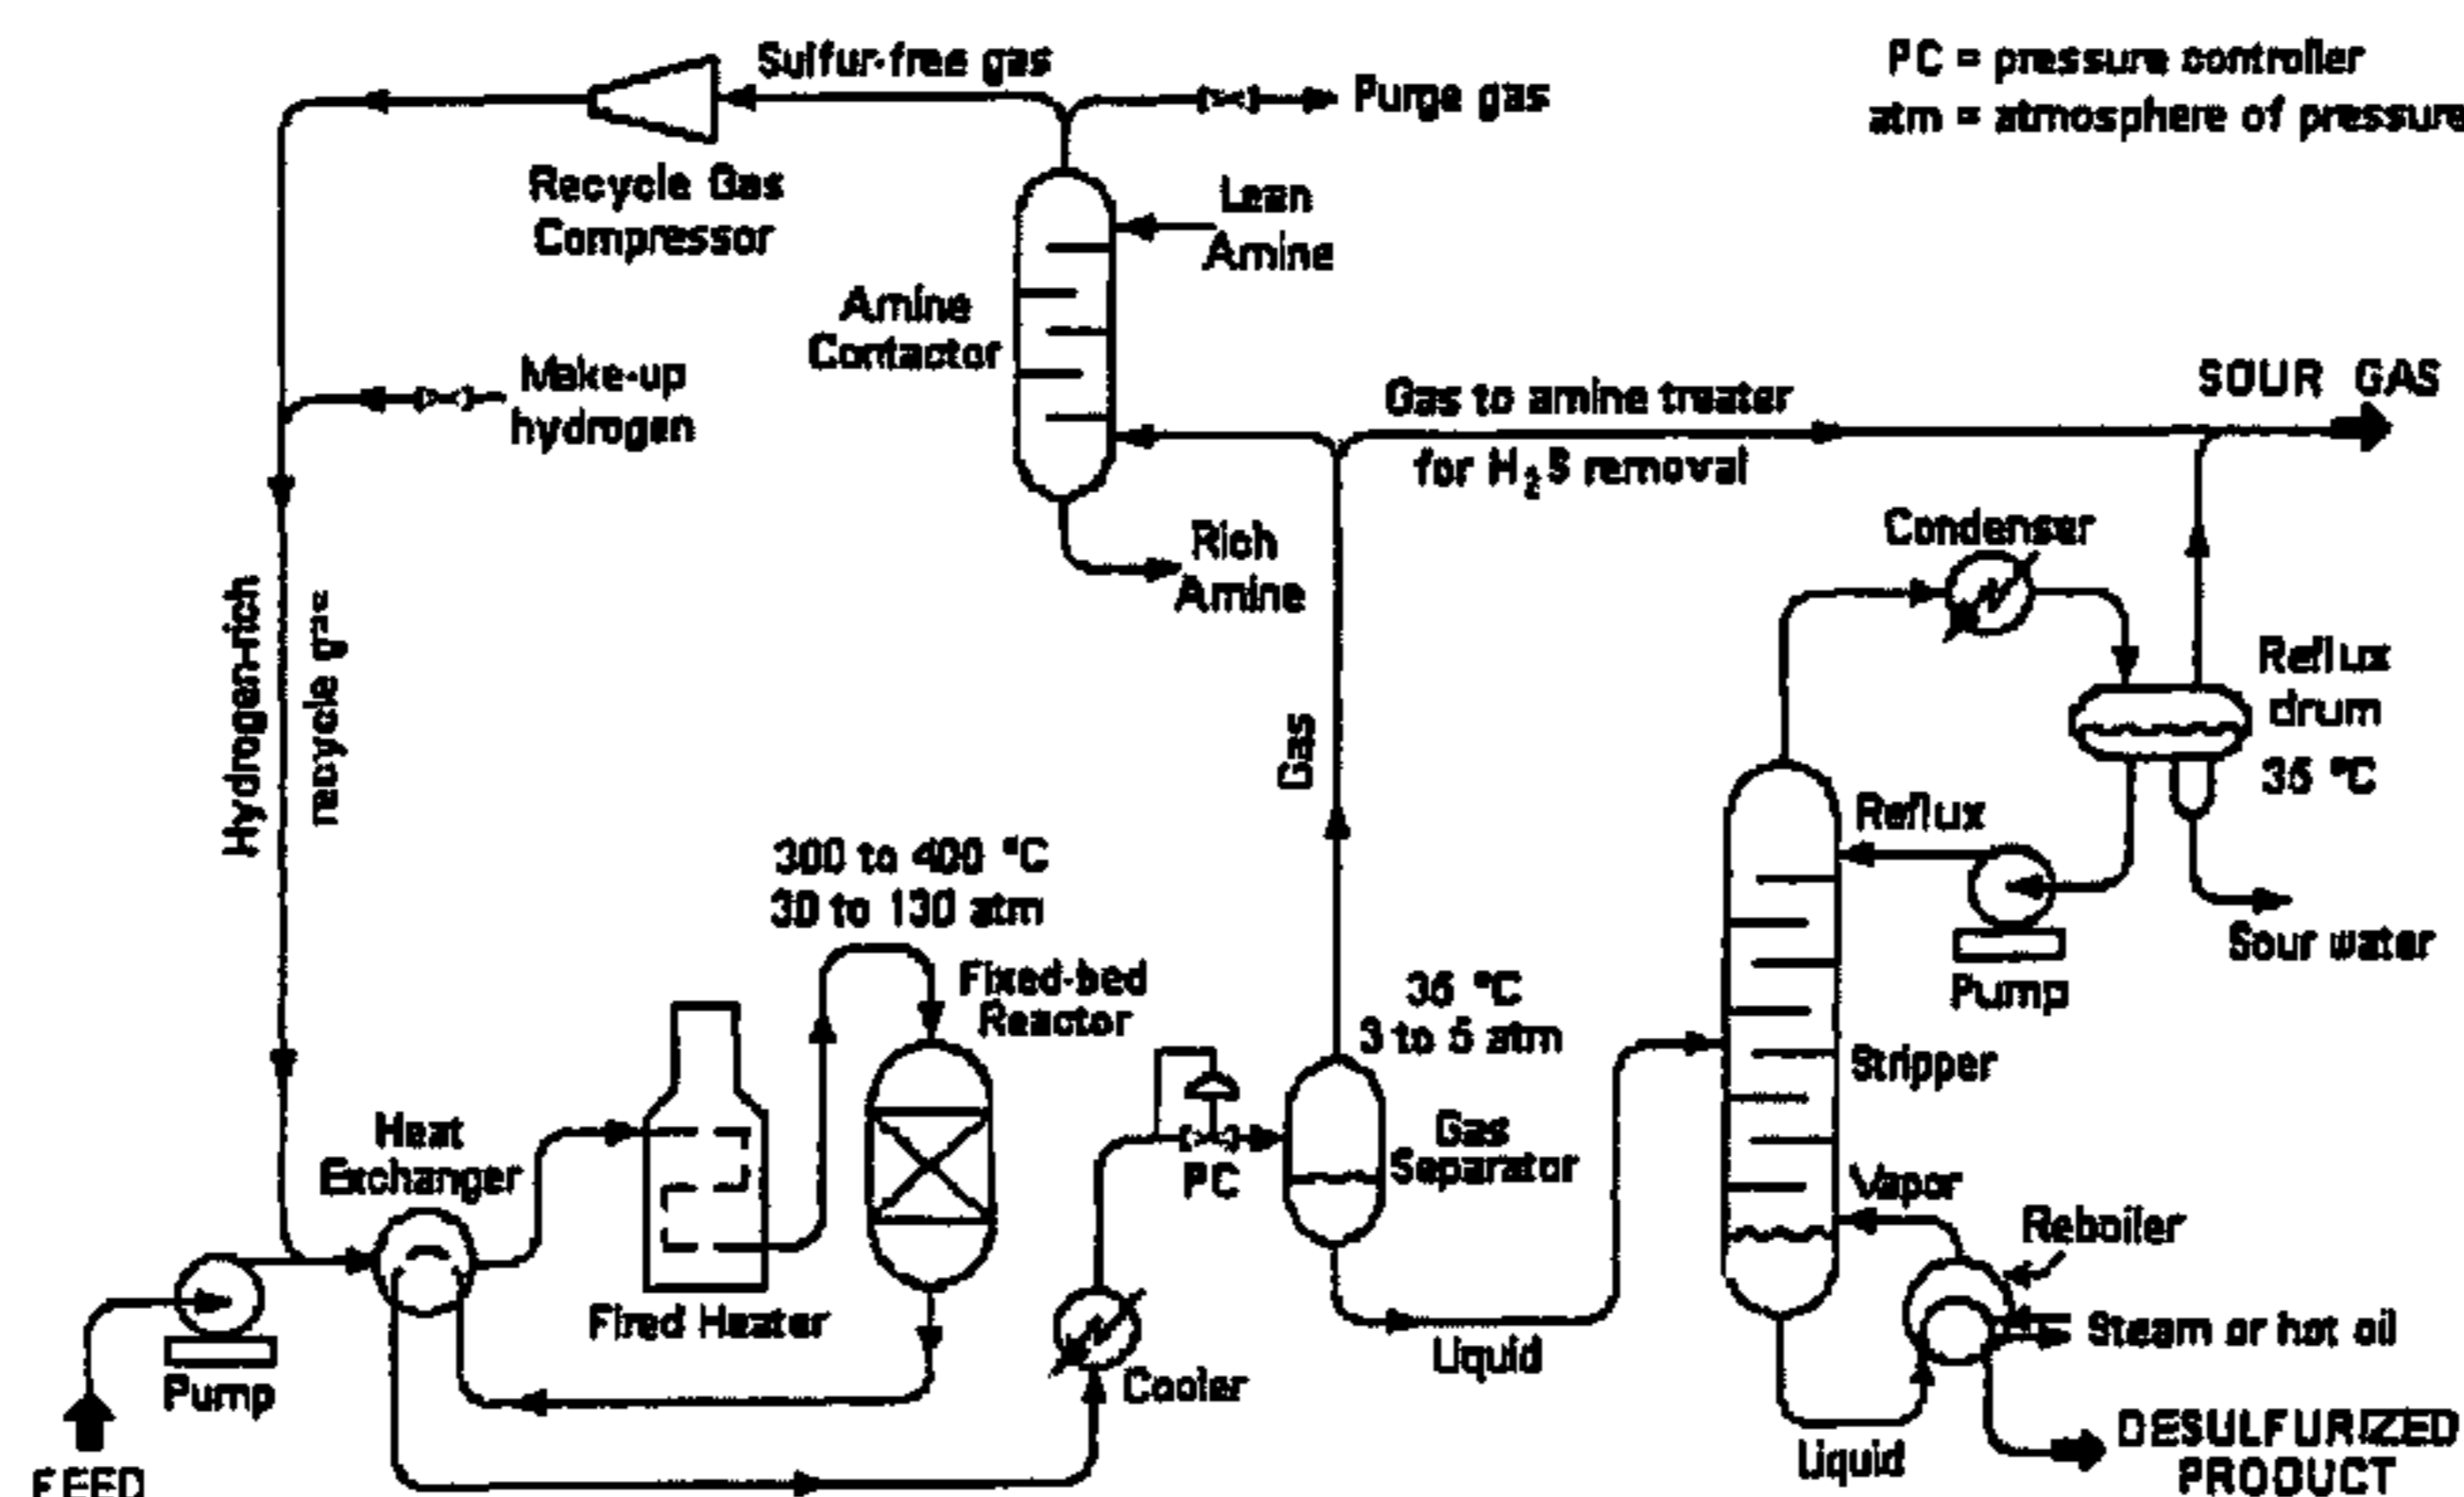 Sulfur-free gas
Purge gas
PC = pressure controller
atm = atmosphere of pressure
Recycle Gas
Compressor
Lean
Amine
Amine
Contactor
Make-up
hydrogen
Gas to amine treater
for H₂S removal
SOUR GAS
Rich
Amine
Condenser
Hydrogen-rich
recycle gas
Reflux
drum
35 °C
Gas
Reflux
300 to 400 °C
30 to 130 atm
Sour water
Pump
Fixed-bed
Reactor
35 °C
3 to 5 atm
Stripper
Heat
Exchanger
Gas
Separator
PC
Vapor
Reboiler
Fired Heater
Steam or hot oil
Pump
Cooler
Liquid
DESULFURIZED
PRODUCT
Liquid
FEED